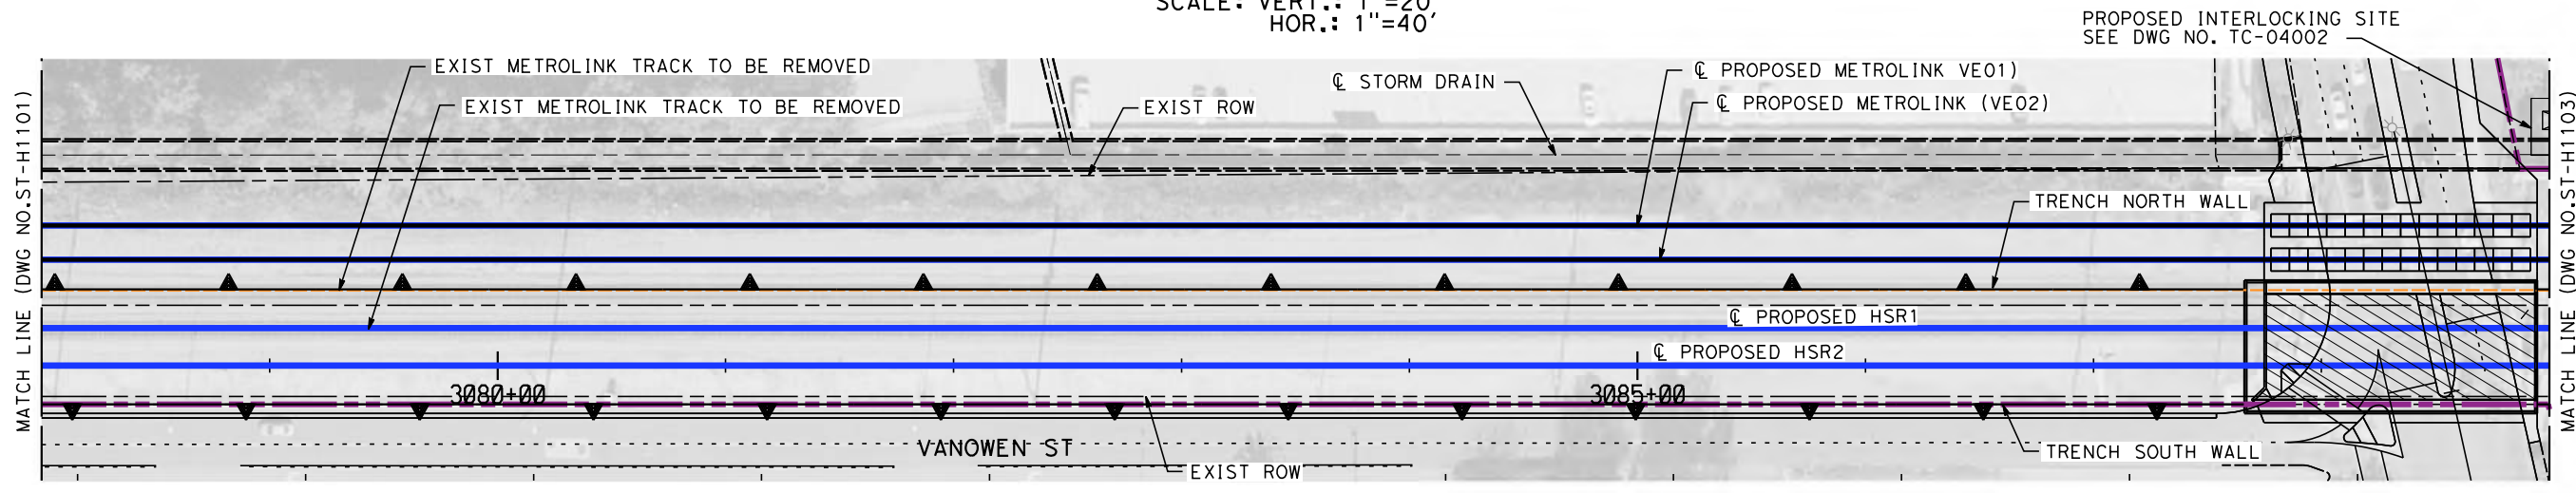 SCALE: VERT.: 1"=20'
HOR.: 1"=40'
PROPOSED INTERLOCKING SITE
SEE DWG NO. TC-04002
EXIST METROLINK TRACK TO BE REMOVED
EXIST METROLINK TRACK TO BE REMOVED
EXIST ROW
℄ STORM DRAIN
℄ PROPOSED METROLINK VE01)
℄ PROPOSED METROLINK (VE02)
MATCH LINE (DWG NO.ST-H1101)
MATCH LINE (DWG NO.ST-H1103)
TRENCH NORTH WALL
℄ PROPOSED HSR1
℄ PROPOSED HSR2
3080+00
3085+00
VANOWEN ST
EXIST ROW
TRENCH SOUTH WALL